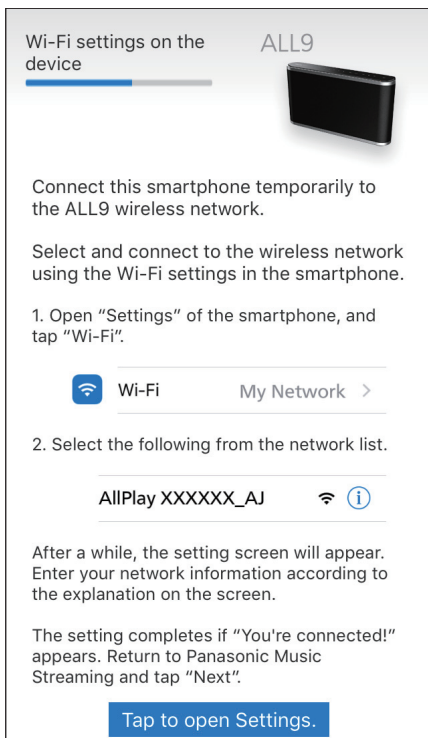 Wi-Fi settings on the
device
ALL9
Connect this smartphone temporarily to
the ALL9 wireless network.
Select and connect to the wireless network
using the Wi-Fi settings in the smartphone.
1. Open “Settings” of the smartphone, and
tap “Wi-Fi”.
Wi-Fi My Network >
2. Select the following from the network list.
AllPlay XXXXXX_AJ i
After a while, the setting screen will appear.
Enter your network information according to
the explanation on the screen.
The setting completes if “You're connected!”
appears. Return to Panasonic Music
Streaming and tap “Next”.
Tap to open Settings.